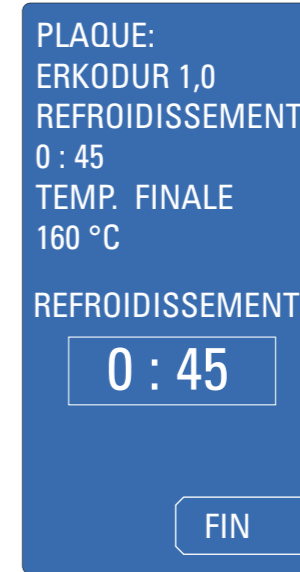 PLAQUE:
ERKODUR 1,0
REFROIDISSEMENT
0 : 45
TEMP. FINALE
160 °C
REFROIDISSEMENT
0 : 45
FIN